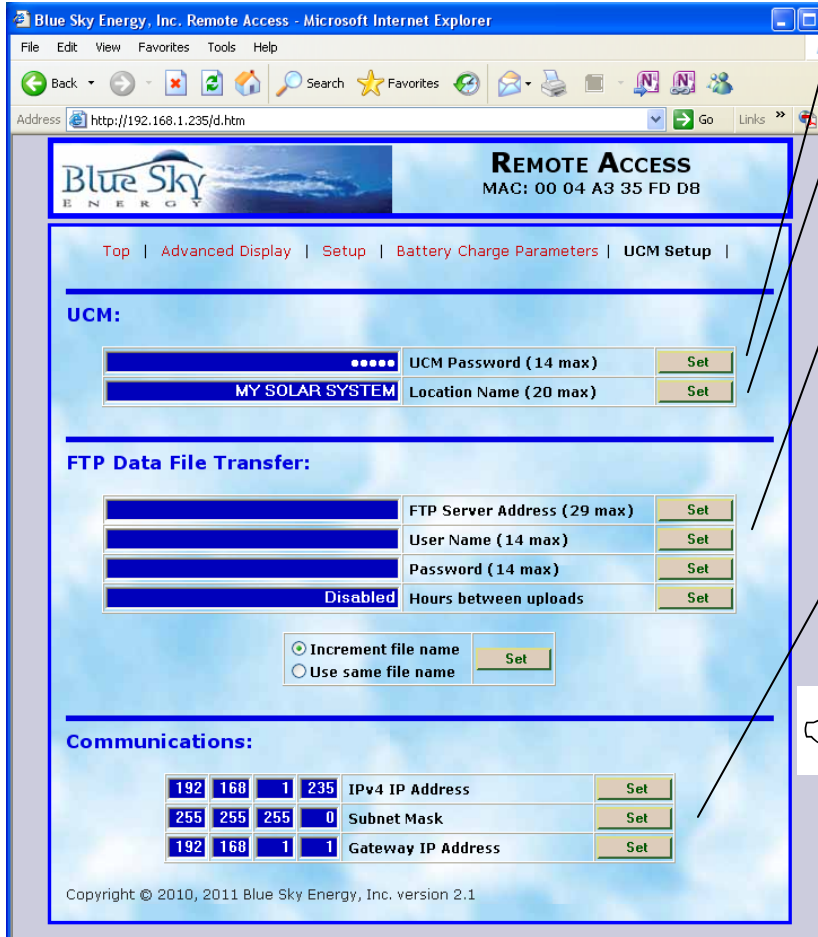 Blue Sky Energy, Inc. Remote Access - Microsoft Internet Explorer
File Edit View Favorites Tools Help
Back Search Favorites
Address http://192.168.1.235/d.htm Go Links »
Blue Sky
ENERGY
REMOTE ACCESS
MAC: 00 04 A3 35 FD D8
Top | Advanced Display | Setup | Battery Charge Parameters | UCM Setup |
UCM:
••••• UCM Password (14 max) Set
MY SOLAR SYSTEM Location Name (20 max) Set
FTP Data File Transfer:
FTP Server Address (29 max) Set
User Name (14 max) Set
Password (14 max) Set
Disabled Hours between uploads Set
Increment file name
Use same file name
Set
Communications:
192 168 1 235 IPv4 IP Address Set
255 255 255 0 Subnet Mask Set
192 168 1 1 Gateway IP Address Set
Copyright © 2010, 2011 Blue Sky Energy, Inc. version 2.1